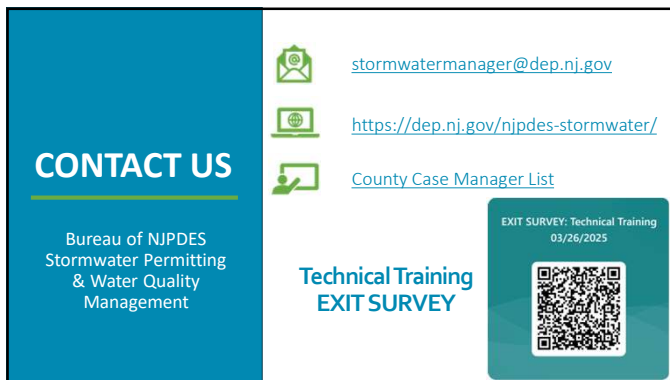 CONTACT US
Bureau of NJPDES
Stormwater Permitting
& Water Quality
Management
stormwatermanager@dep.nj.gov
https://dep.nj.gov/njpdes-stormwater/
County Case Manager List
Technical Training
EXIT SURVEY
EXIT SURVEY: Technical Training
03/26/2025